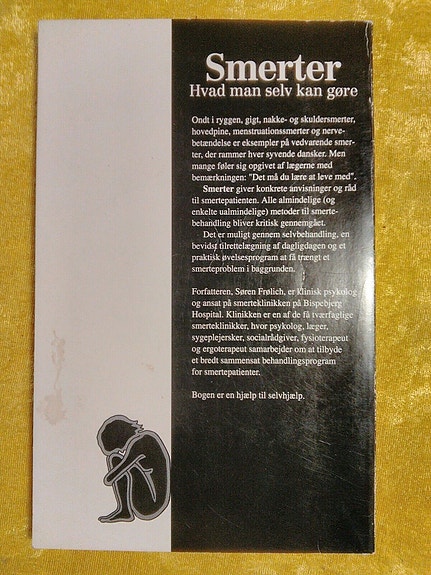 Smerter
Hvad man selv kan gøre
Ondt i ryggen, gigt, nakke- og skuldersmerter,
hovedpine, menstruationssmerter og nerve-
betændelse er eksempler på vedvarende smer-
ter, der rammer hver syvende dansker. Men
mange føler sig opgivet af lægerne med
bemærkningen: "Det må du lære at leve med".
Smerter giver konkrete anvisninger og råd
til smertepatienten. Alle almindelige (og
enkelte ualmindelige) metoder til smerte-
behandling bliver kritisk gennemgået.
Det er muligt gennem selvbehandling, en
bevidst tilrettelægning af dagligdagen og et
praktisk øvelsesprogram at få trængt et
smerteproblem i baggrunden.
Forfatteren, Søren Frølich, er klinisk psykolog
og ansat på smerteklinikken på Bispebjerg
Hospital. Klinikken er en af de få tværfaglige
smerteklinikker, hvor psykolog, læger,
sygeplejersker, socialrådgiver, fysioterapeut
og ergoterapeut samarbejder om at tilbyde
et bredt sammensat behandlingsprogram
for smertepatienter.
Bogen er en hjælp til selvhjælp.